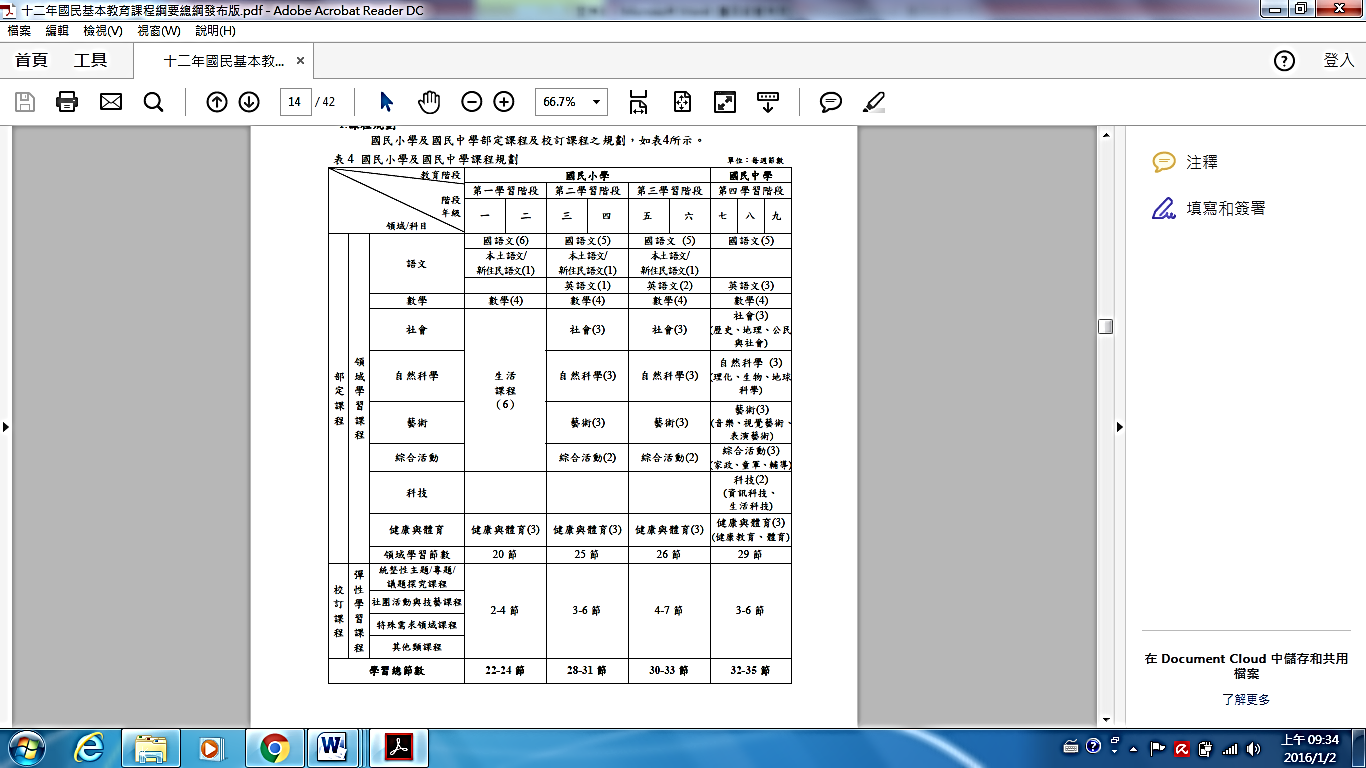 十二年國民基本教育課程綱要總綱發布版.pdf - Adobe Acrobat Reader DC
檔案 編輯 檢視(V) 視窗(W) 說明(H)
首頁 工具 十二年國民基本教... × 登入
14 / 42 66.7%
國民小學及國民中學部定課程及校訂課程之規劃，如表4所示。
表 4 國民小學及國民中學課程規劃 單位：每週節數
教育階段 國民小學 國民中學
階段 第一學習階段 第二學習階段 第三學習階段 第四學習階段
年級 一 二 三 四 五 六 七 八 九
領域/科目
部定課程
領域學習課程
語文
國語文(6) 國語文(5) 國語文 (5) 國語文(5)
本土語文/ 本土語文/ 本土語文/
新住民語文(1) 新住民語文(1) 新住民語文(1)
英語文(1) 英語文(2) 英語文(3)
數學 數學(4) 數學(4) 數學(4) 數學(4)
社會 社會(3) 社會(3) 社會(3)
(歷史、地理、公民
與社會)
自然科學 自然科學(3) 自然科學(3) 自然科學 (3)
(理化、生物、地球
科學)
生活
課程
(6)
藝術 藝術(3) 藝術(3) 藝術(3)
(音樂、視覺藝術、
表演藝術)
綜合活動 綜合活動(2) 綜合活動(2) 綜合活動(3)
(家政、童軍、輔導)
科技 科技(2)
(資訊科技、
生活科技)
健康與體育 健康與體育(3) 健康與體育(3) 健康與體育(3) 健康與體育(3)
(健康教育、體育)
領域學習節數 20 節 25 節 26 節 29 節
校訂課程
彈性學習課程
統整性主題/專題/
議題探究課程
社團活動與技藝課程
特殊需求領域課程
其他類課程
2-4 節 3-6 節 4-7 節 3-6 節
學習總節數 22-24 節 28-31 節 30-33 節 32-35 節
注釋
填寫和簽署
在 Document Cloud 中儲存和共用
檔案
了解更多
上午 09:34
2016/1/2